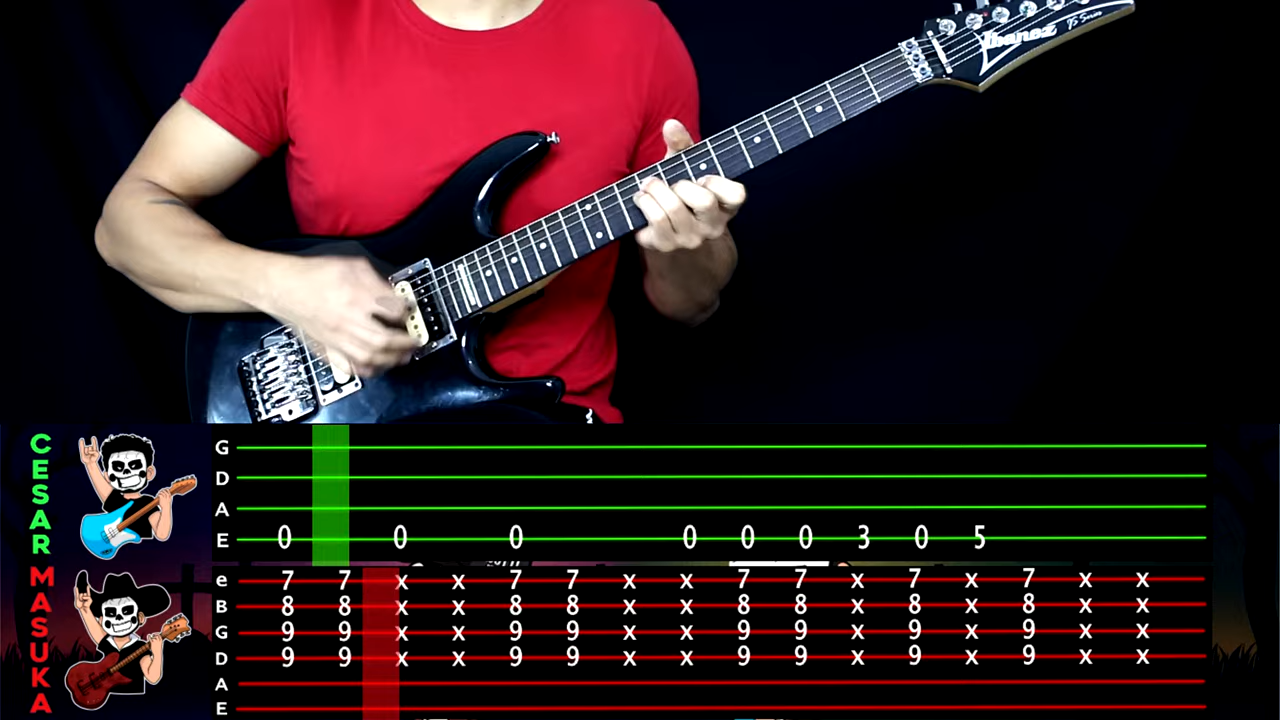 Ibanez JS Series
CESAR
G
D
A
E 0 0 0 0 0 0 3 0 5
MASUKA
e 7 7 x x 7 7 x x 7 7 x 7 x 7 x x
B 8 8 x x 8 8 x x 8 8 x 8 x 8 x x
G 9 9 x x 9 9 x x 9 9 x 9 x 9 x x
D 9 9 x x 9 9 x x 9 9 x 9 x 9 x x
A
E